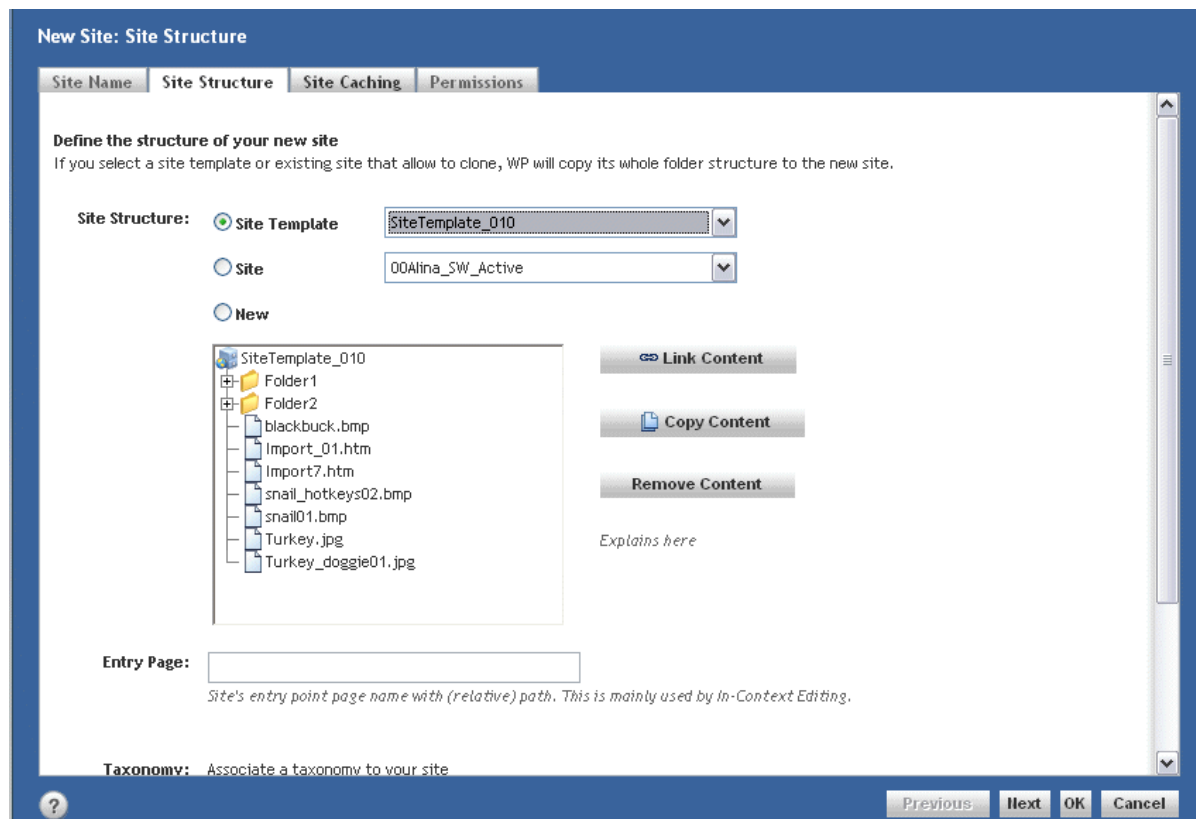 New Site: Site Structure
Site Name Site Structure Site Caching Permissions
Define the structure of your new site
If you select a site template or existing site that allow to clone, WP will copy its whole folder structure to the new site.
Site Structure: Site Template SiteTemplate_010
Site 00Alina_SW_Active
New
SiteTemplate_010
Folder1
Folder2
blackbuck.bmp
Import_01.htm
Import7.htm
snail_hotkeys02.bmp
snail01.bmp
Turkey.jpg
Turkey_doggie01.jpg
Link Content
Copy Content
Remove Content
Explains here
Entry Page:
Site's entry point page name with (relative) path. This is mainly used by In-Context Editing.
Taxonomy: Associate a taxonomy to your site
? Previous Next OK Cancel